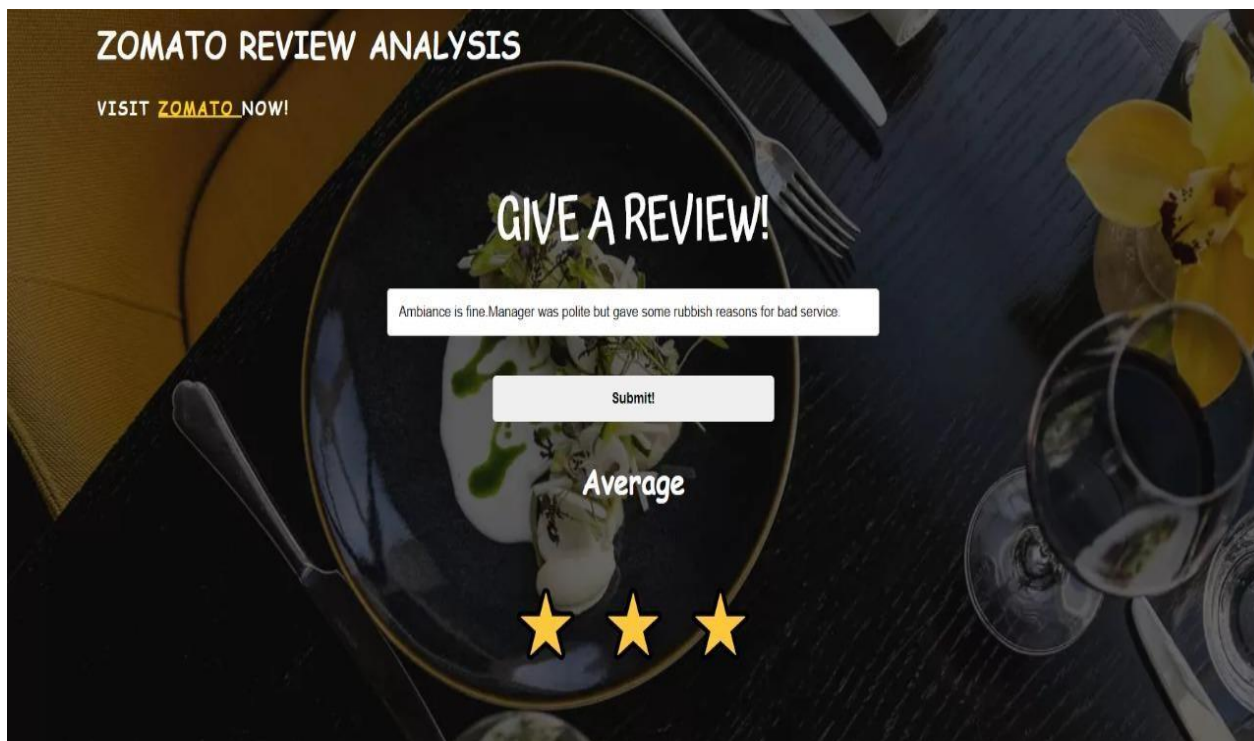 ZOMATO REVIEW ANALYSIS
VISIT ZOMATO NOW!
GIVE A REVIEW!
Ambiance is fine.Manager was polite but gave some rubbish reasons for bad service.
Submit!
Average